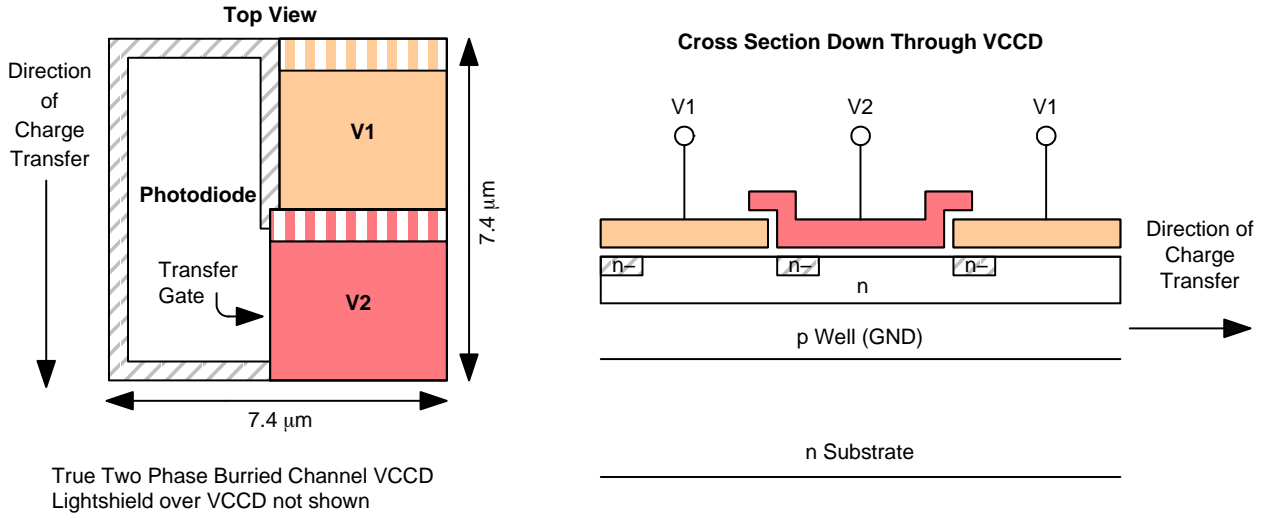 Top View
Direction
of
Charge
Transfer
V1
Photodiode
Transfer
Gate
V2
7.4 μm
7.4 μm
True Two Phase Burried Channel VCCD
Lightshield over VCCD not shown
Cross Section Down Through VCCD
V1
V2
V1
n–
n–
n–
n
p Well (GND)
n Substrate
Direction of
Charge
Transfer